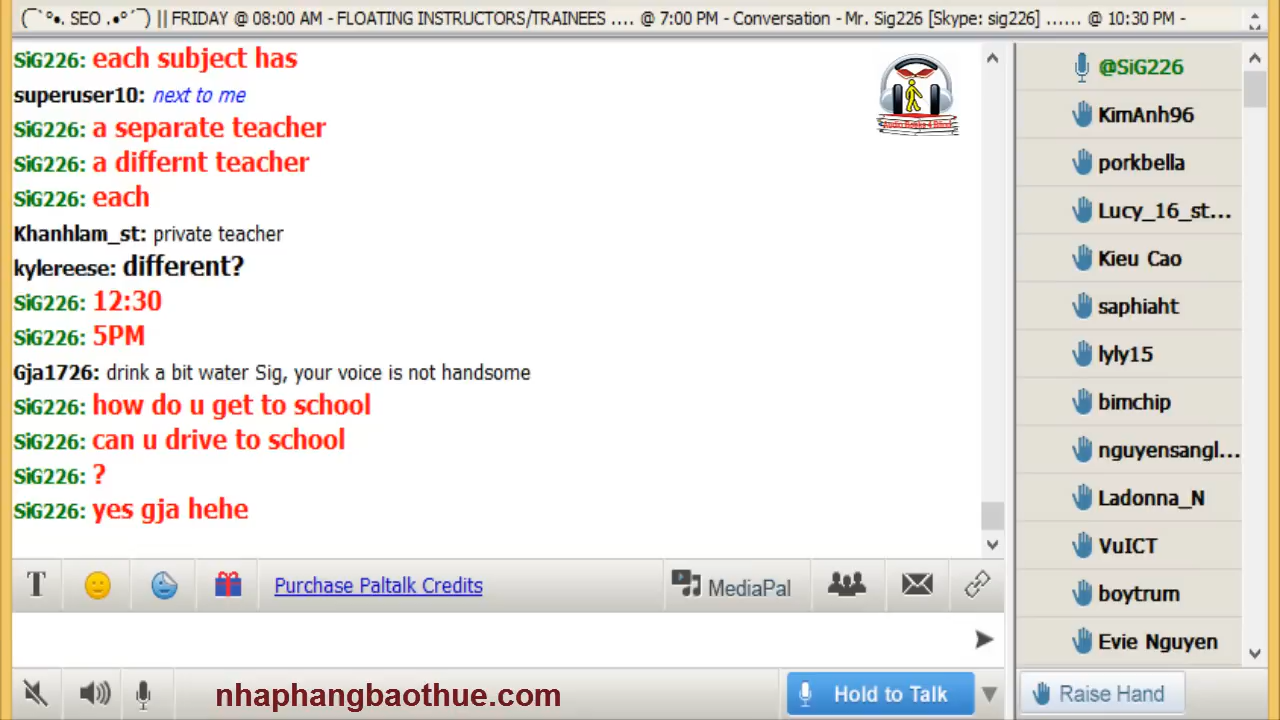 (¯`°•. SEO .•°´¯) || FRIDAY @ 08:00 AM - FLOATING INSTRUCTORS/TRAINEES .... @ 7:00 PM - Conversation - Mr. Sig226 [Skype: sig226] ...... @ 10:30 PM -
SiG226: each subject has
superuser10: next to me
SiG226: a separate teacher
SiG226: a differnt teacher
SiG226: each
Khanhlam_st: private teacher
kylereese: different?
SiG226: 12:30
SiG226: 5PM
Gja1726: drink a bit water Sig, your voice is not handsome
SiG226: how do u get to school
SiG226: can u drive to school
SiG226: ?
SiG226: yes gja hehe
T
Purchase Paltalk Credits
MediaPal
nhaphangbaothue.com
Hold to Talk
@SiG226
KimAnh96
porkbella
Lucy_16_st...
Kieu Cao
saphiaht
lyly15
bimchip
nguyensangl...
Ladonna_N
VuICT
boytrum
Evie Nguyen
Raise Hand